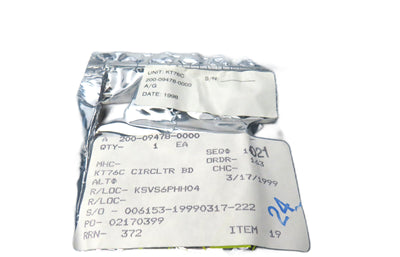 UNIT: KT76C S/N:
200-09478-0000
A/G
DATE: 1998
A 200-09478-0000
QTY- 1 EA
SEQ# 1021
MHC- ORDR- 163
KT76C CIRCLTR BD CHC-
ALT# 3/17/1999
R/LOC- KSVS6PHH04
R/LOC-
S/O - 006153-19990317-222
PO- 02170399
RRN- 372 ITEM 19
24